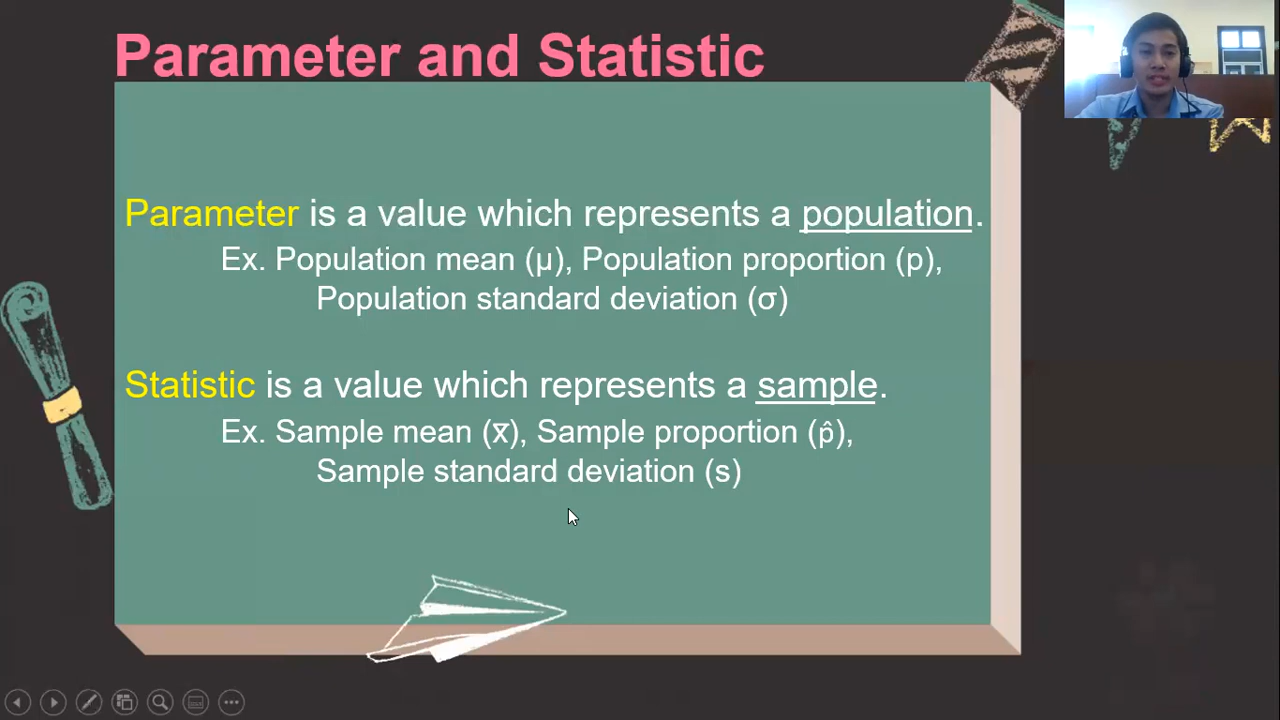 Parameter and Statistic
Parameter is a value which represents a population.
Ex. Population mean (μ), Population proportion (p),
Population standard deviation (σ)
Statistic is a value which represents a sample.
Ex. Sample mean (x̅), Sample proportion (p̂),
Sample standard deviation (s)